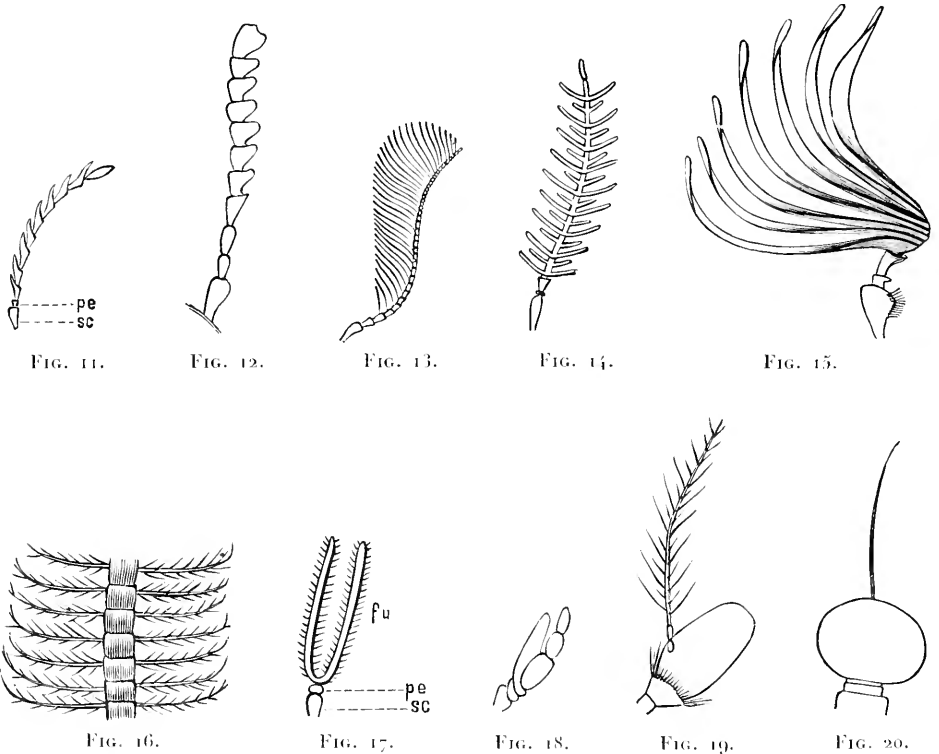 pe
sc
FIG. 11.
FIG. 12.
FIG. 13.
FIG. 14.
FIG. 15.
fu
pe
sc
FIG. 16.
FIG. 17.
FIG. 18.
FIG. 19.
FIG. 20.